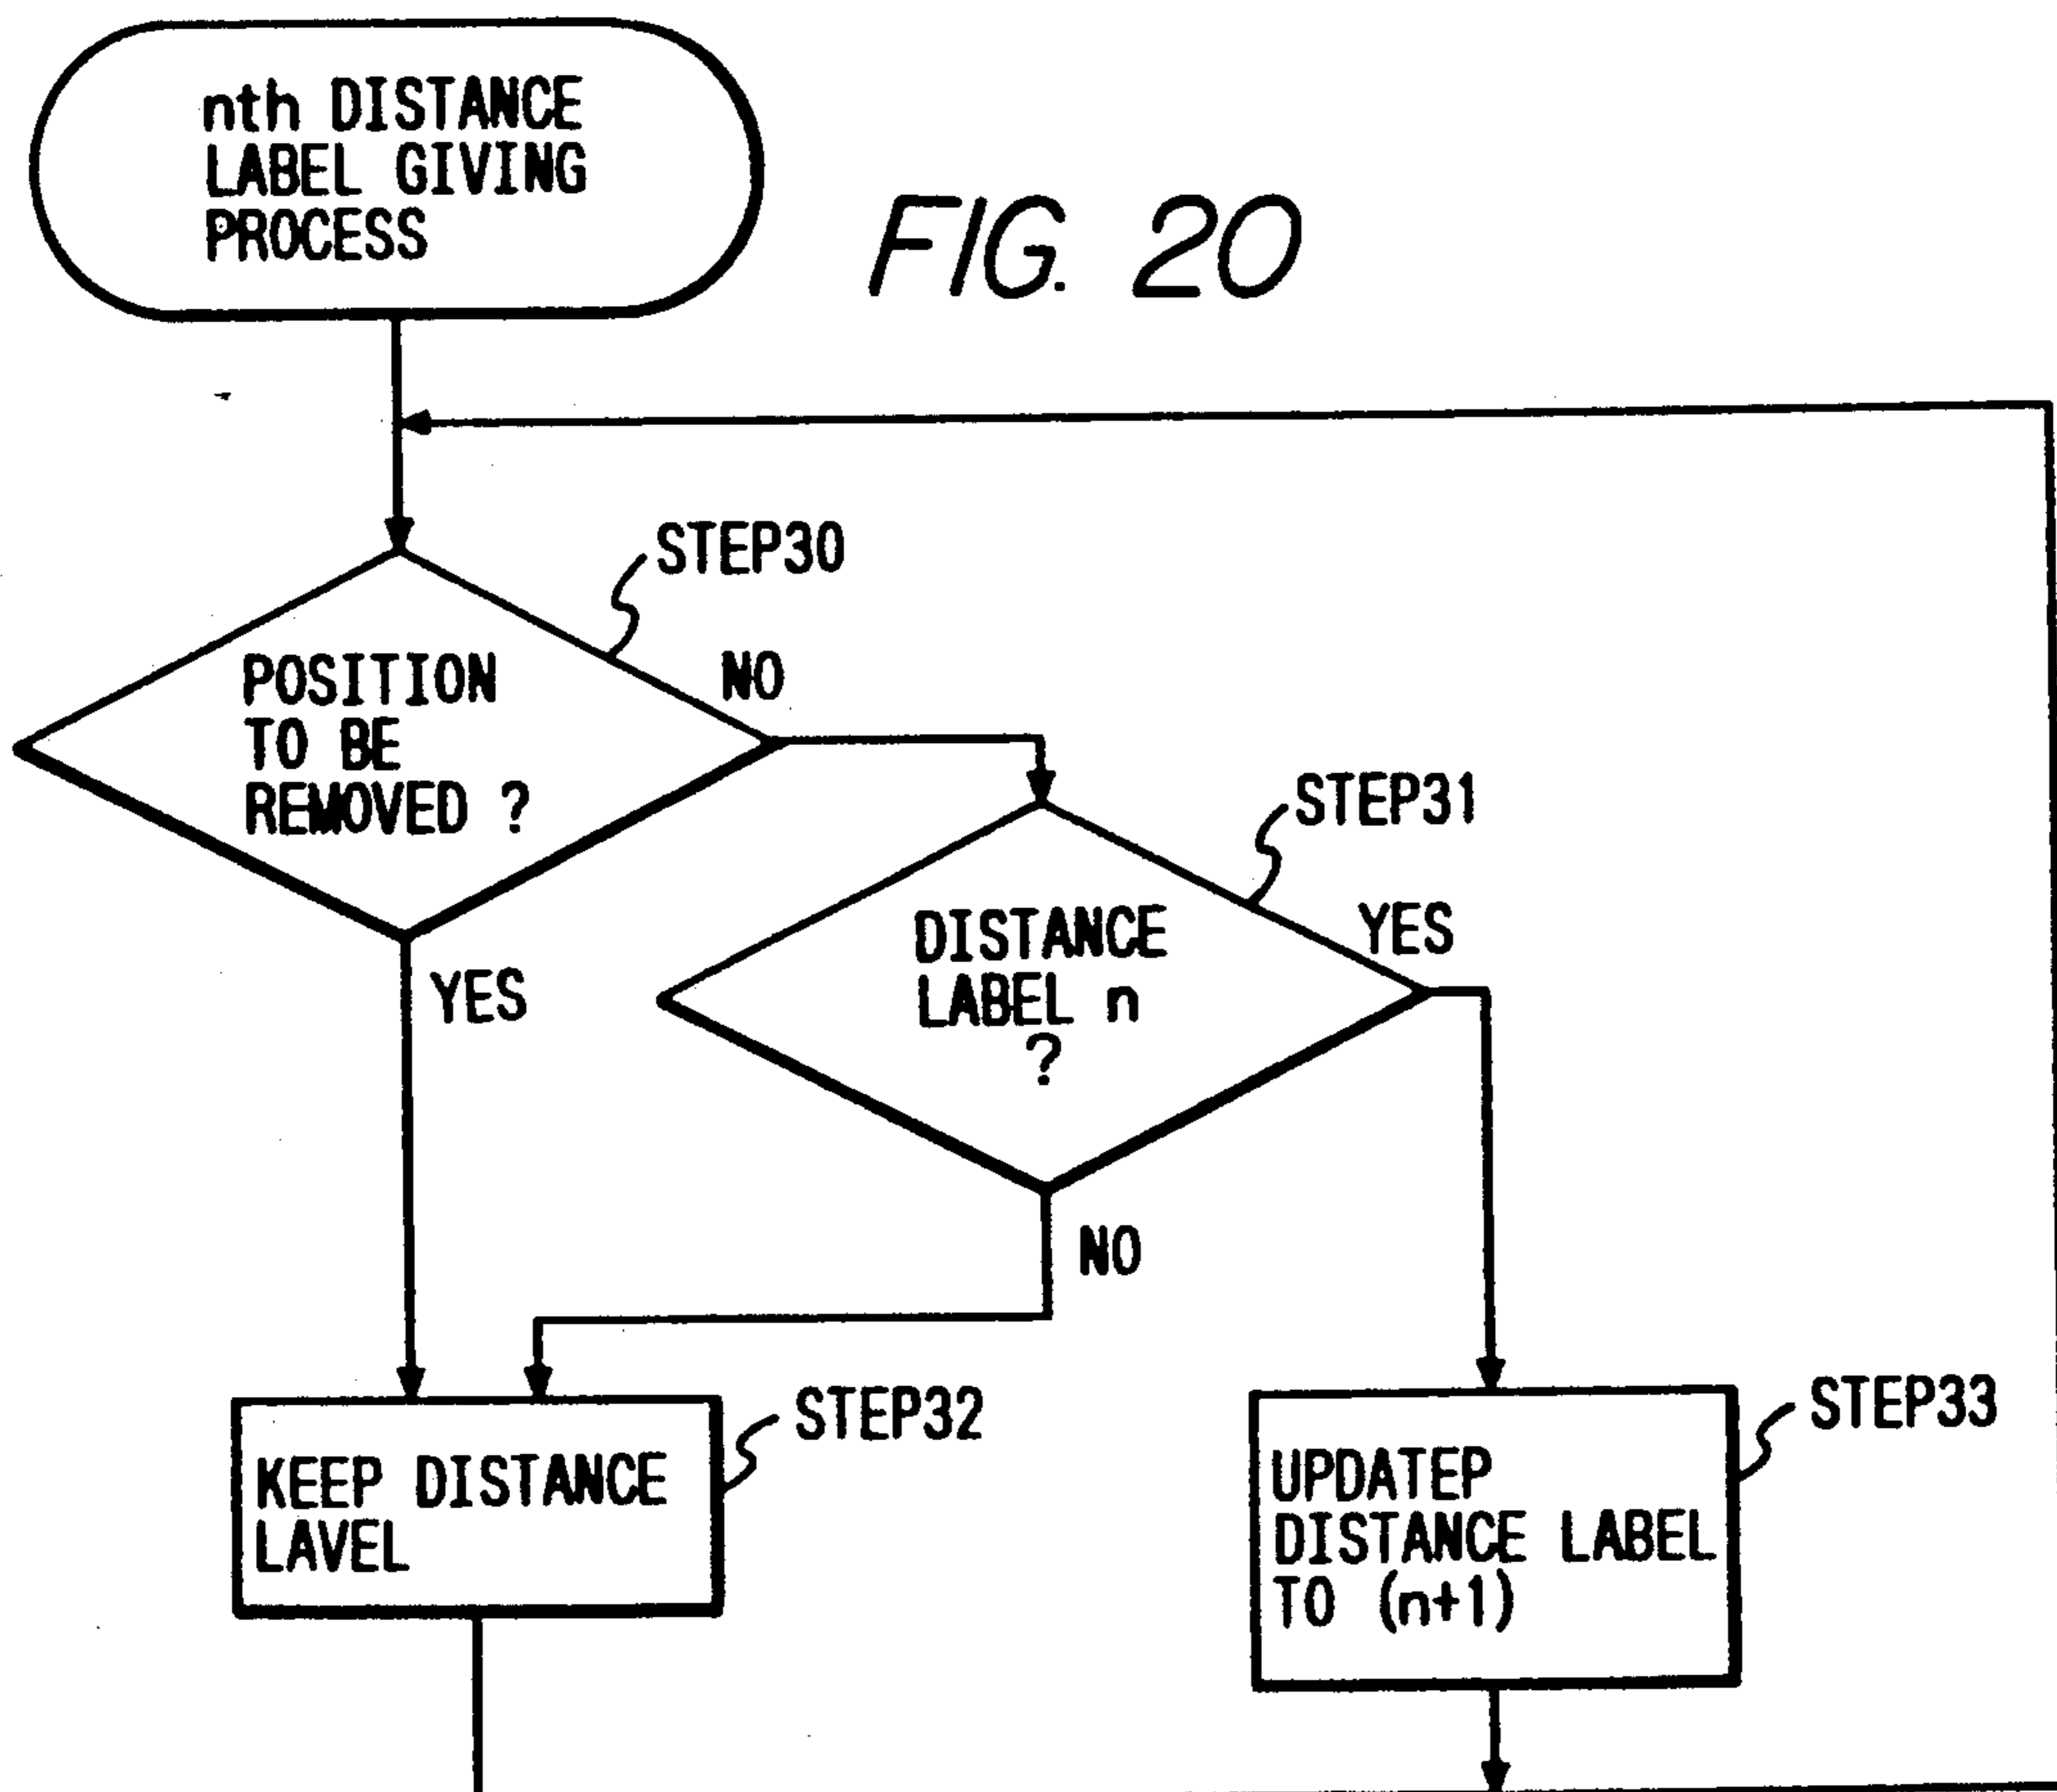 nth DISTANCE
LABEL GIVING
PROCESS
FIG. 20
STEP30
POSITION
TO BE
REMOVED ?
NO
STEP31
DISTANCE
LABEL n
?
YES
YES
NO
STEP32
KEEP DISTANCE
LAVEL
STEP33
UPDATEP
DISTANCE LABEL
TO (n+1)